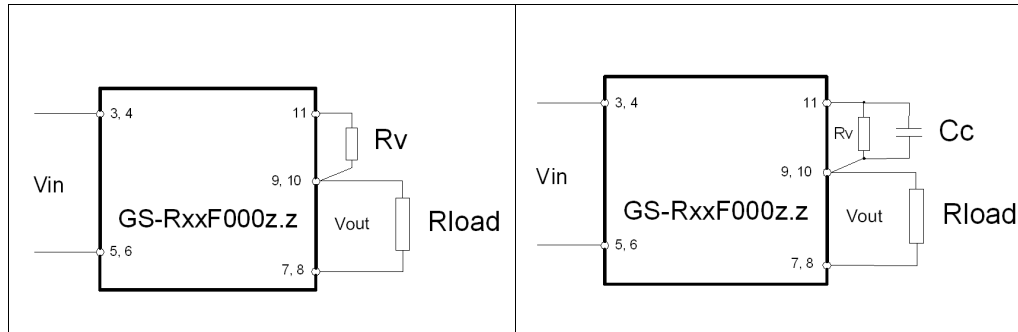 3, 4
11
Rv
9, 10
Vin
GS-RxxF000z.z
Vout
Rload
5, 6
7, 8
3, 4
11
Rv
Cc
9, 10
Vin
GS-RxxF000z.z
Vout
Rload
5, 6
7, 8